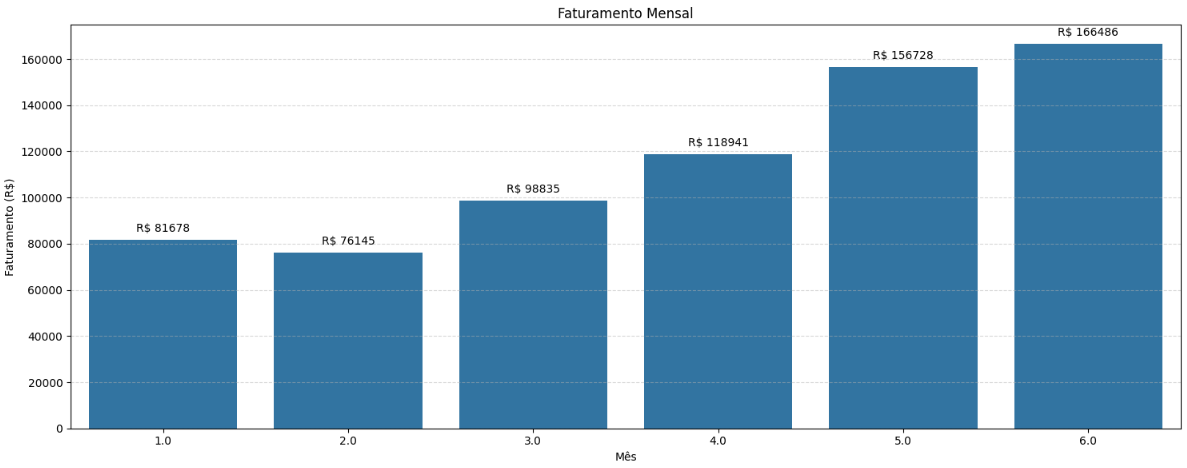 Faturamento Mensal
Faturamento (R$)
160000
140000
120000
100000
80000
60000
40000
20000
0
R$ 81678
R$ 76145
R$ 98835
R$ 118941
R$ 156728
R$ 166486
1.0 2.0 3.0 4.0 5.0 6.0
Mês